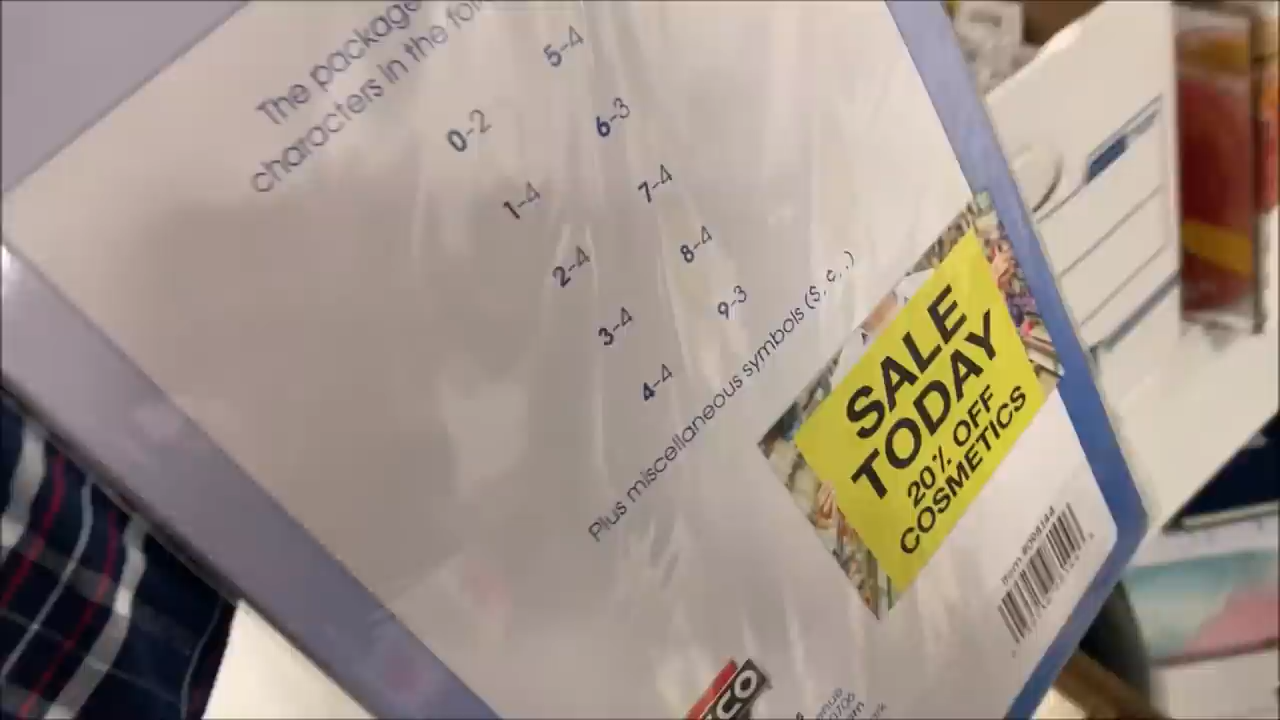 The package
characters in the
0-2
1-4
2-4
3-4
4-4
5-4
6-3
7-4
8-4
9-3
Plus miscellaneous symbols ($, ¢, .)
SALE
TODAY
20% OFF
COSMETICS